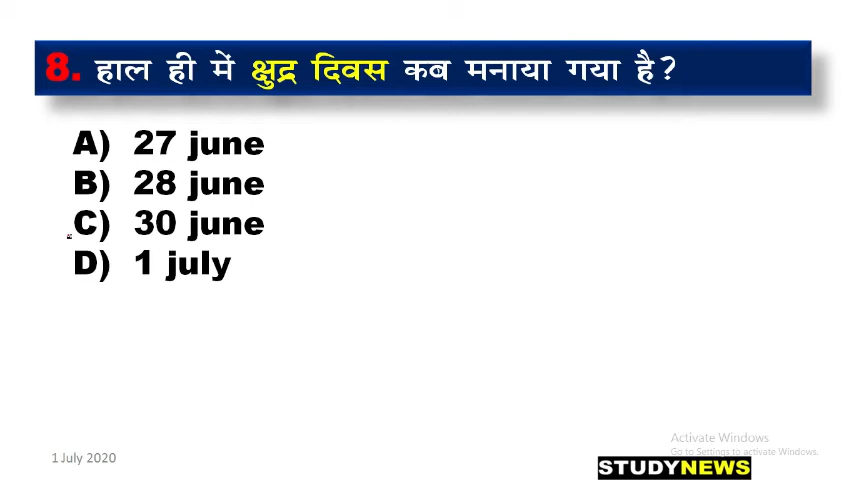 8. हाल ही में क्षुद्र दिवस कब मनाया गया है?
A) 27 june
B) 28 june
C) 30 june
D) 1 july
Activate Windows
Go to Settings to activate Windows.
1 July 2020
STUDYNEWS